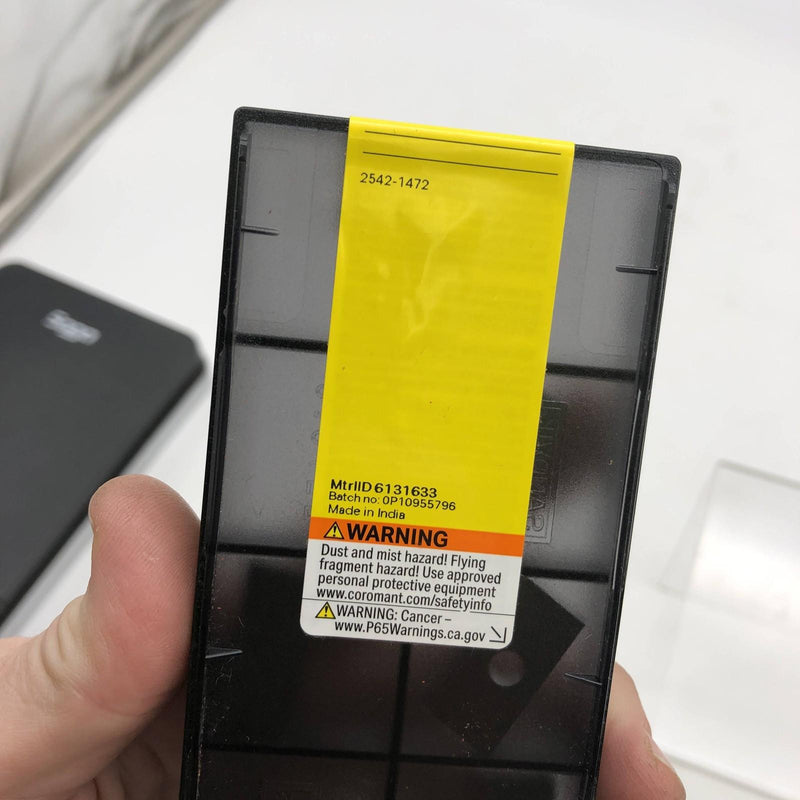 2542-1472
MtrlID 6131633
Batch no: 0P10955796
Made in India
WARNING
Dust and mist hazard! Flying
fragment hazard! Use approved
personal protective equipment
www.coromant.com/safetyinfo
WARNING: Cancer –
www.P65Warnings.ca.gov